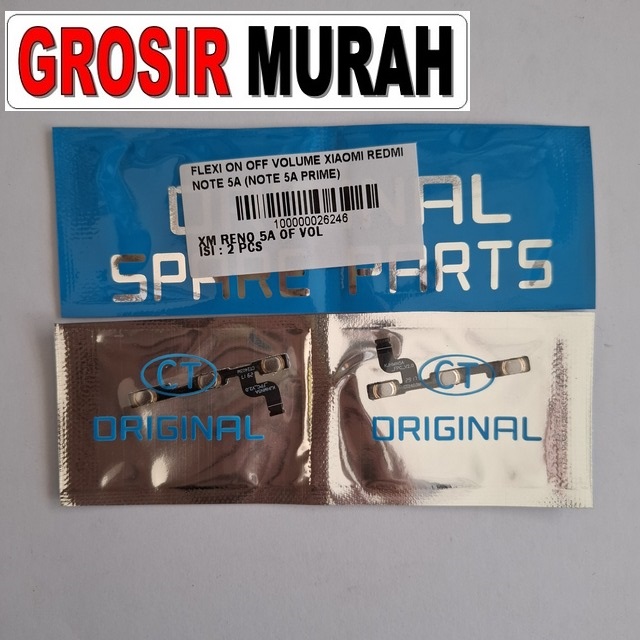 GROSIR MURAH
FLEXI ON OFF VOLUME XIAOMI REDMI
NOTE 5A (NOTE 5A PRIME)
100000026246
XM RENO 5A OF VOL
ISI : 2 PCS
SPARE PARTS
CT
ORIGINAL
CT
ORIGINAL